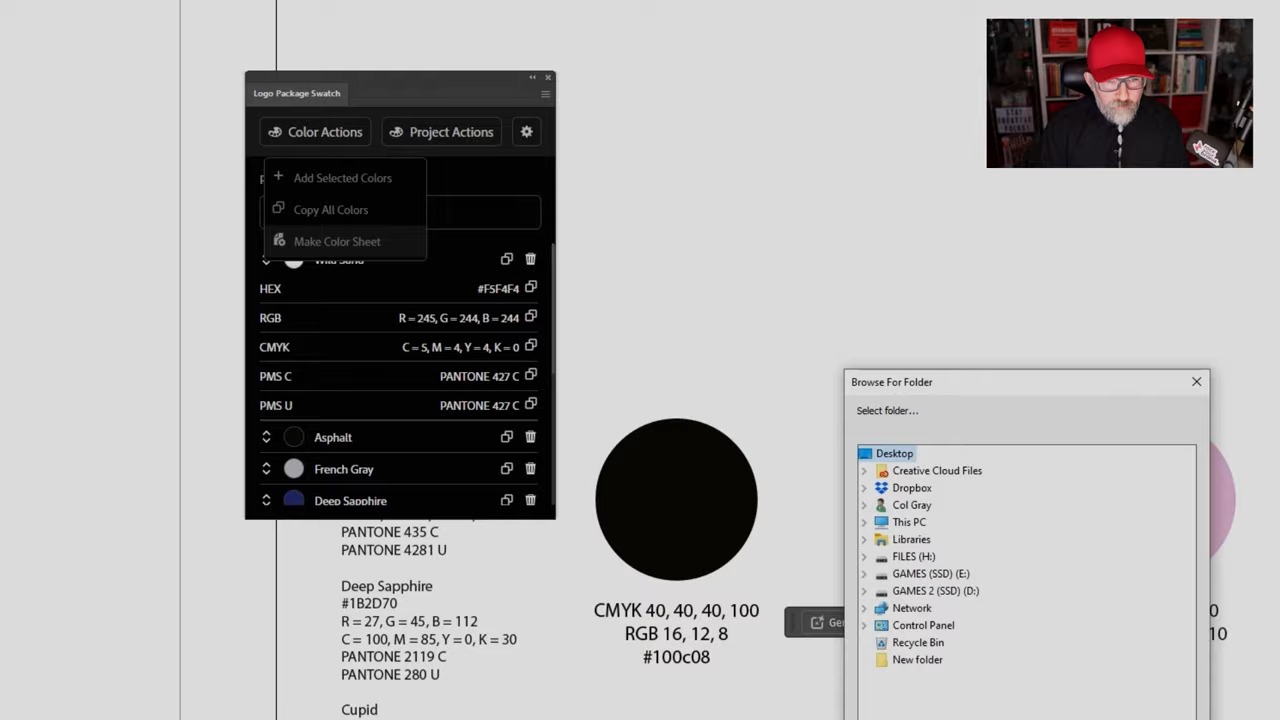 Logo Package Swatch
Color Actions
Project Actions
Add Selected Colors
Copy All Colors
Make Color Sheet
Wild Sand
HEX #F5F4F4
RGB R = 245, G = 244, B = 244
CMYK C = 5, M = 4, Y = 4, K = 0
PMS C PANTONE 427 C
PMS U PANTONE 427 C
Asphalt
French Gray
Deep Sapphire
PANTONE 435 C
PANTONE 4281 U
Deep Sapphire
#1B2D70
R = 27, G = 45, B = 112
C = 100, M = 85, Y = 0, K = 30
PANTONE 2119 C
PANTONE 280 U
Cupid
CMYK 40, 40, 40, 100
RGB 16, 12, 8
#100c08
Browse For Folder
Select folder...
Desktop
Creative Cloud Files
Dropbox
Col Gray
This PC
Libraries
FILES (H:)
GAMES (SSD) (E:)
GAMES 2 (SSD) (D:)
Network
Control Panel
Recycle Bin
New folder
Ge
0
10